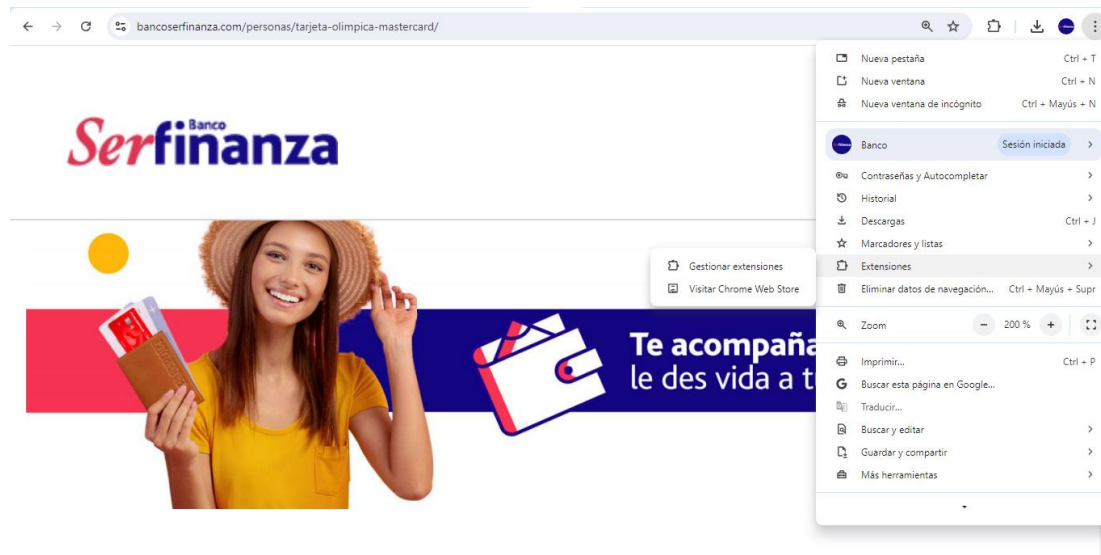 bancoserfinanza.com/personas/tarjeta-olimpica-mastercard/
Banco
Serfinanza
Te acompaña
le des vida a t
Nueva pestaña Ctrl + T
Nueva ventana Ctrl + N
Nueva ventana de incógnito Ctrl + Mayús + N
Banco Sesión iniciada
Contraseñas y Autocompletar
Historial
Descargas Ctrl + J
Marcadores y listas
Extensiones
Gestionar extensiones
Visitar Chrome Web Store
Eliminar datos de navegación... Ctrl + Mayús + Supr
Zoom - 200 % +
Imprimir... Ctrl + P
Buscar esta página en Google...
Traducir...
Buscar y editar
Guardar y compartir
Más herramientas